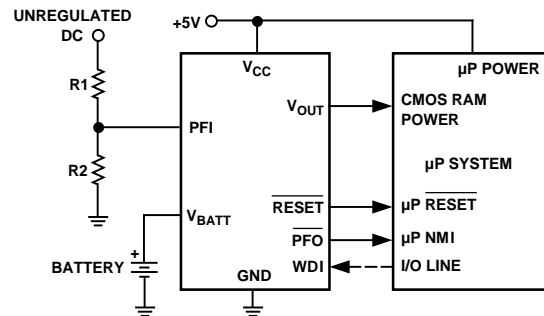 UNREGULATED
DC
+5V
R1
R2
PFI
VCC
VOUT
VBATT
RESET
PFO
WDI
GND
BATTERY
+
µP POWER
CMOS RAM
POWER
µP SYSTEM
µP RESET
µP NMI
I/O LINE